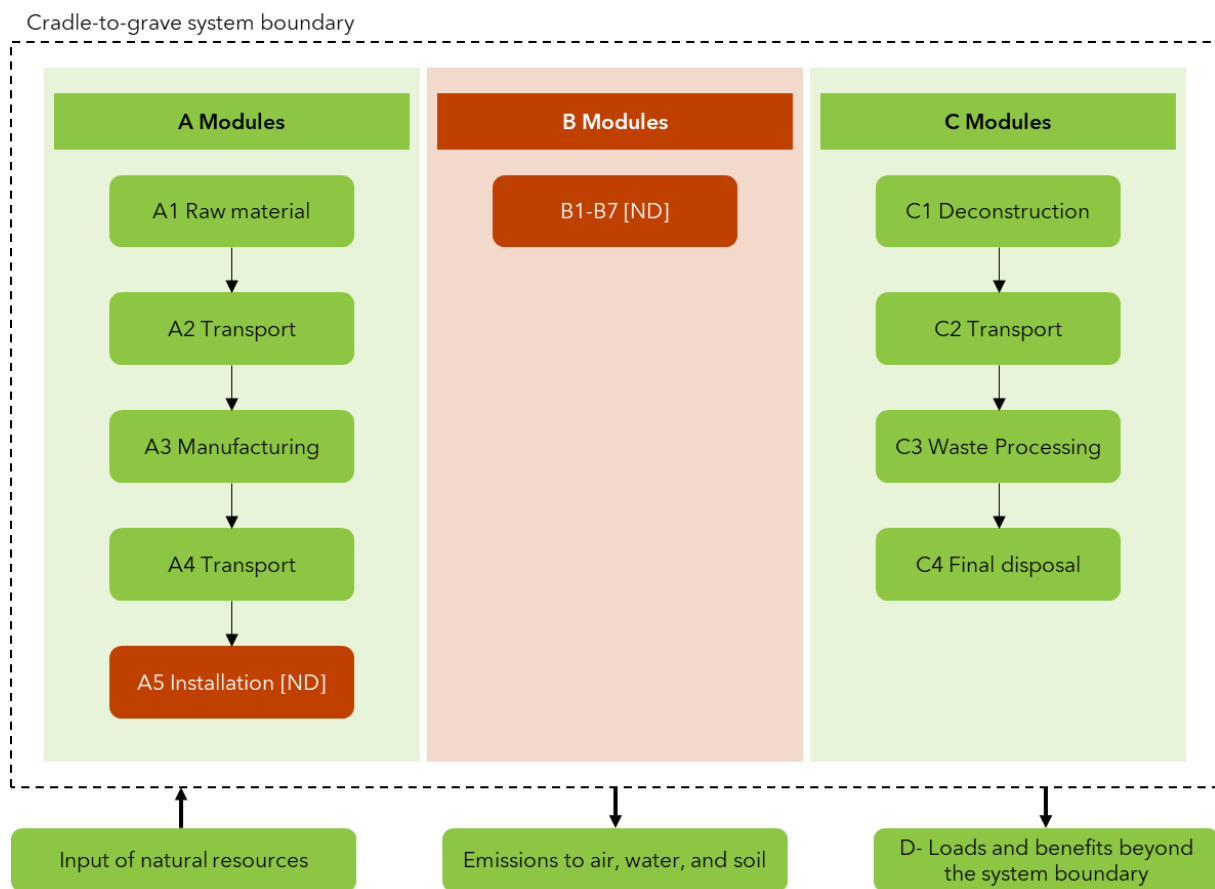 Cradle-to-grave system boundary
A Modules
A1 Raw material
A2 Transport
A3 Manufacturing
A4 Transport
A5 Installation [ND]
B Modules
B1-B7 [ND]
C Modules
C1 Deconstruction
C2 Transport
C3 Waste Processing
C4 Final disposal
Input of natural resources
Emissions to air, water, and soil
D- Loads and benefits beyond
the system boundary